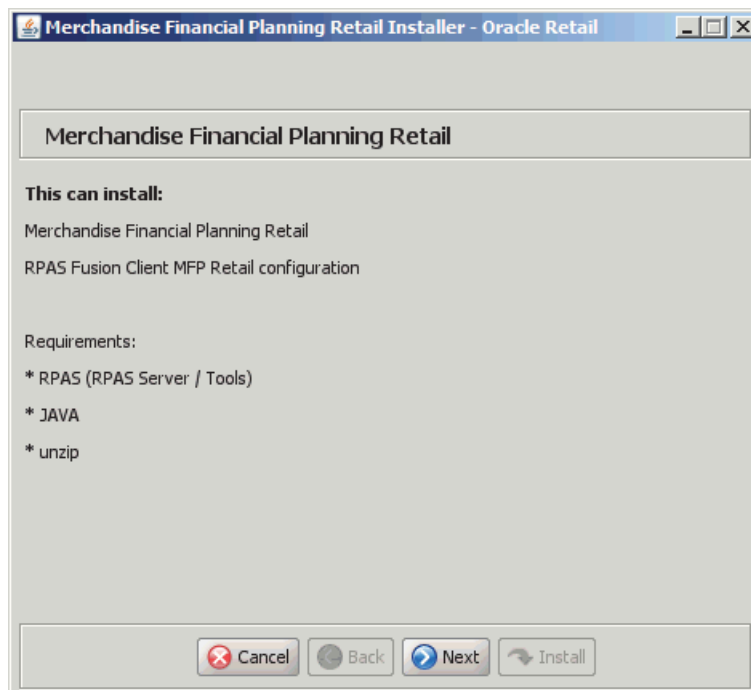 Merchandise Financial Planning Retail Installer - Oracle Retail
Merchandise Financial Planning Retail
This can install:
Merchandise Financial Planning Retail
RPAS Fusion Client MFP Retail configuration
Requirements:
* RPAS (RPAS Server / Tools)
* JAVA
* unzip
Cancel Back Next Install